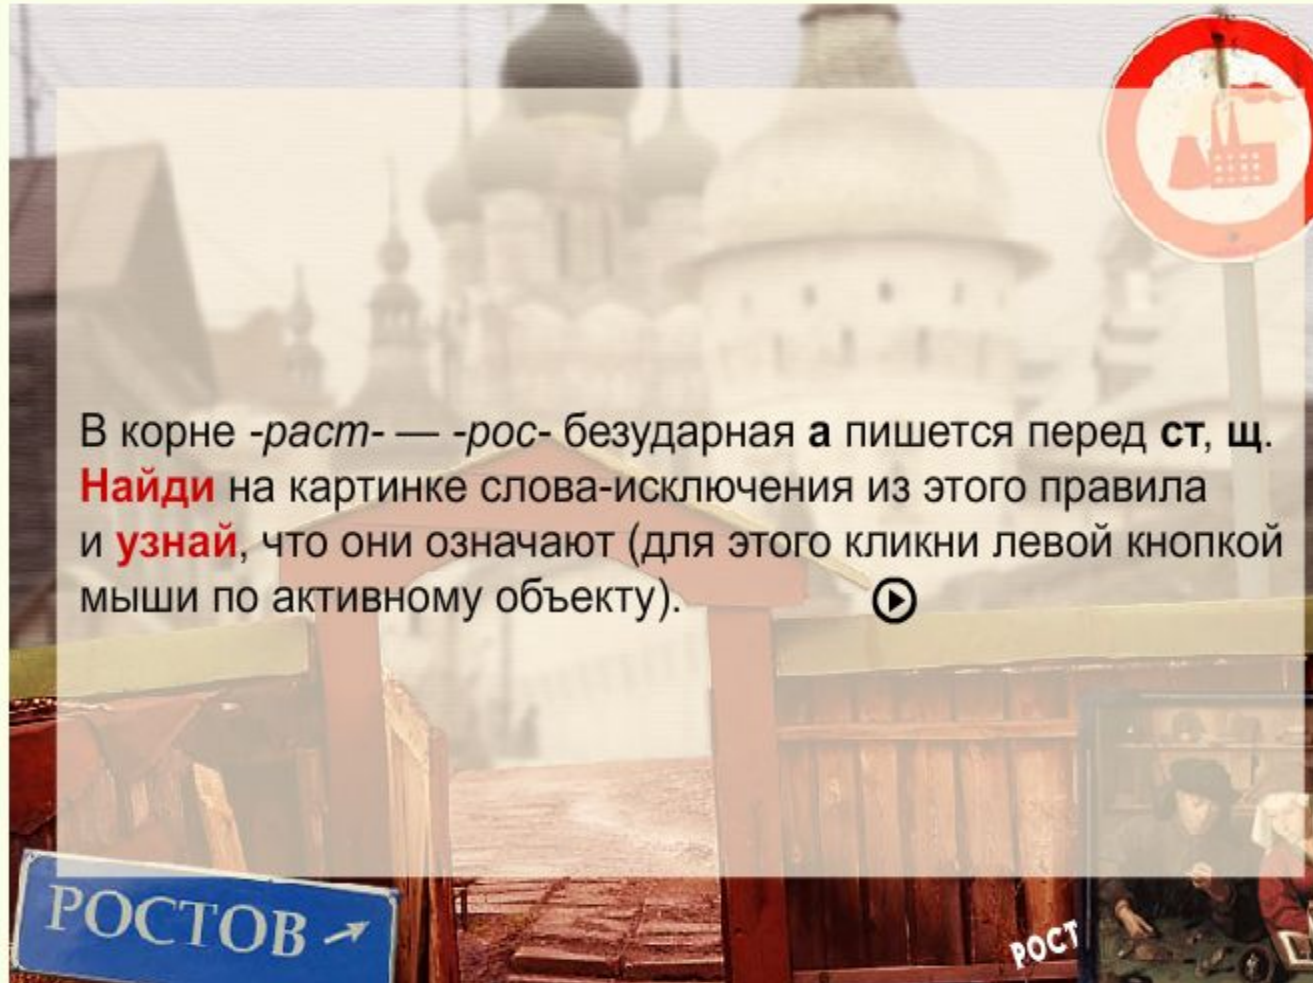 В корне -раст- — -рос- безударная а пишется перед ст, щ.
Найди на картинке слова-исключения из этого правила
и узнай, что они означают (для этого кликни левой кнопкой
мыши по активному объекту).
РОСТОВ
РОСТ